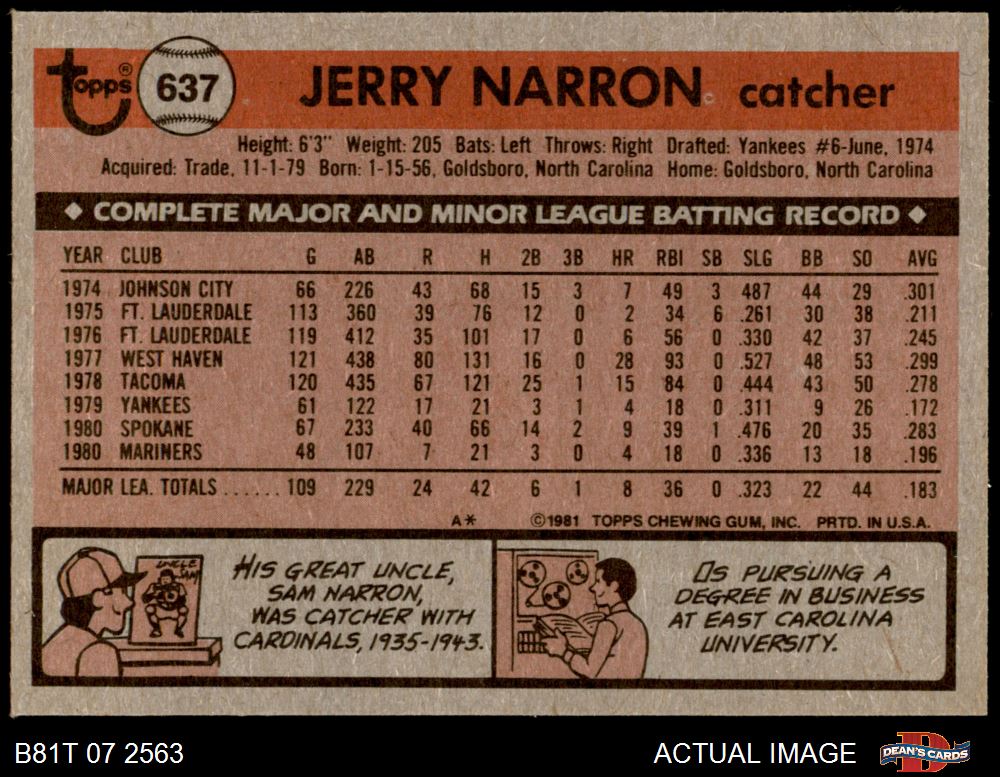 topps®
637
JERRY NARRON. catcher
Height: 6'3" Weight: 205 Bats: Left Throws: Right Drafted: Yankees #6-June, 1974
Acquired: Trade, 11-1-79 Born: 1-15-56, Goldsboro, North Carolina Home: Goldsboro, North Carolina
◆ COMPLETE MAJOR AND MINOR LEAGUE BATTING RECORD ◆
YEAR CLUB G AB R H 2B 3B HR RBI SB SLG BB SO AVG
1974 JOHNSON CITY 66 226 43 68 15 3 7 49 3 487 44 29 .301
1975 FT. LAUDERDALE 113 360 39 76 12 0 2 34 6 .261 30 38 .211
1976 FT. LAUDERDALE 119 412 35 101 17 0 6 56 0 .330 42 37 .245
1977 WEST HAVEN 121 438 80 131 16 0 28 93 0 .527 48 53 .299
1978 TACOMA 120 435 67 121 25 1 15 84 0 .444 43 50 .278
1979 YANKEES 61 122 17 21 3 1 4 18 0 .311 9 26 .172
1980 SPOKANE 67 233 40 66 14 2 9 39 1 .476 20 35 .283
1980 MARINERS 48 107 7 21 3 0 4 18 0 .336 13 18 .196
MAJOR LEA. TOTALS ...... 109 229 24 42 6 1 8 36 0 .323 22 44 .183
A* ©1981 TOPPS CHEWING GUM, INC. PRTD. IN U.S.A.
UNCLE
SAM
HIS GREAT UNCLE,
SAM NARRON,
WAS CATCHER WITH
CARDINALS, 1935-1943.
IS PURSUING A
DEGREE IN BUSINESS
AT EAST CAROLINA
UNIVERSITY.
B81T 07 2563
ACTUAL IMAGE
DEAN'S CARDS